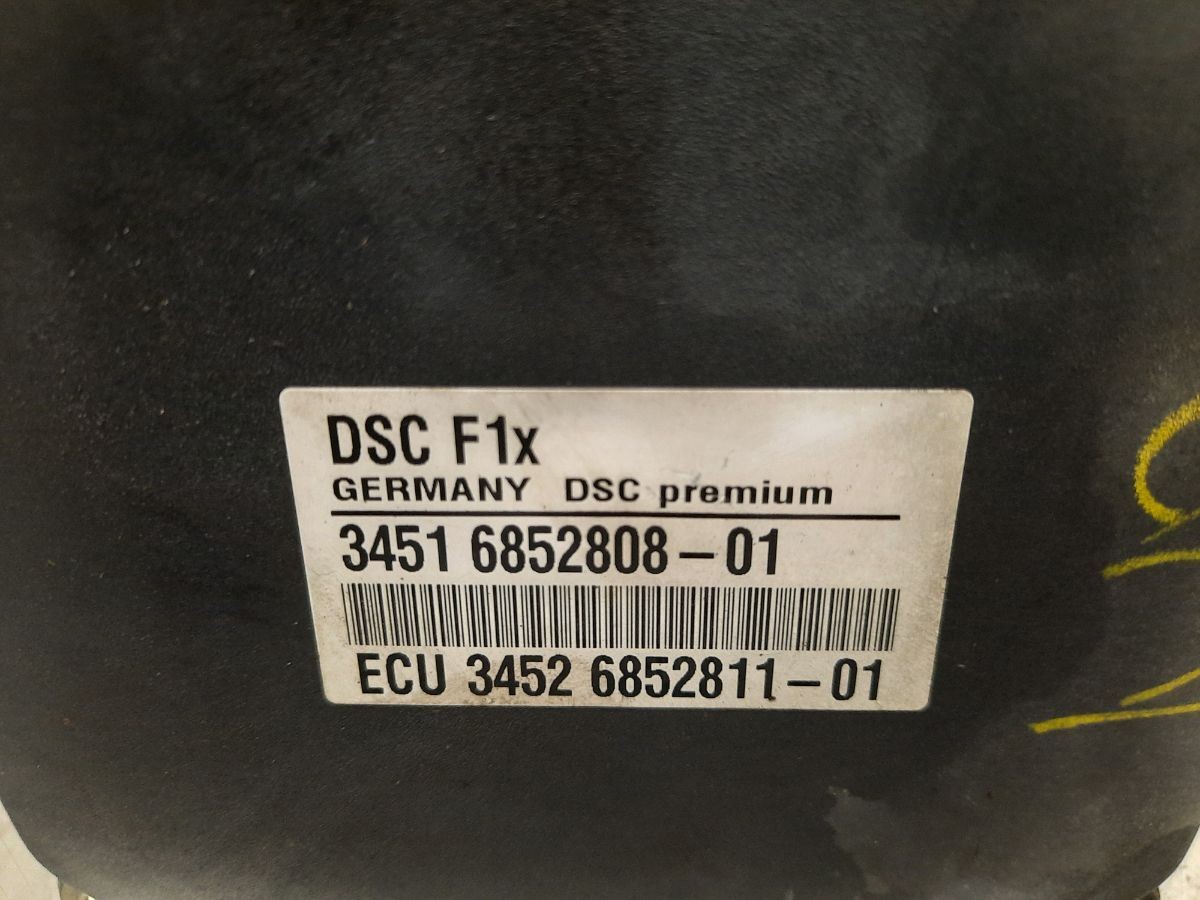 DSC F1x
GERMANY DSC premium
3451 6852808-01
ECU 3452 6852811-01